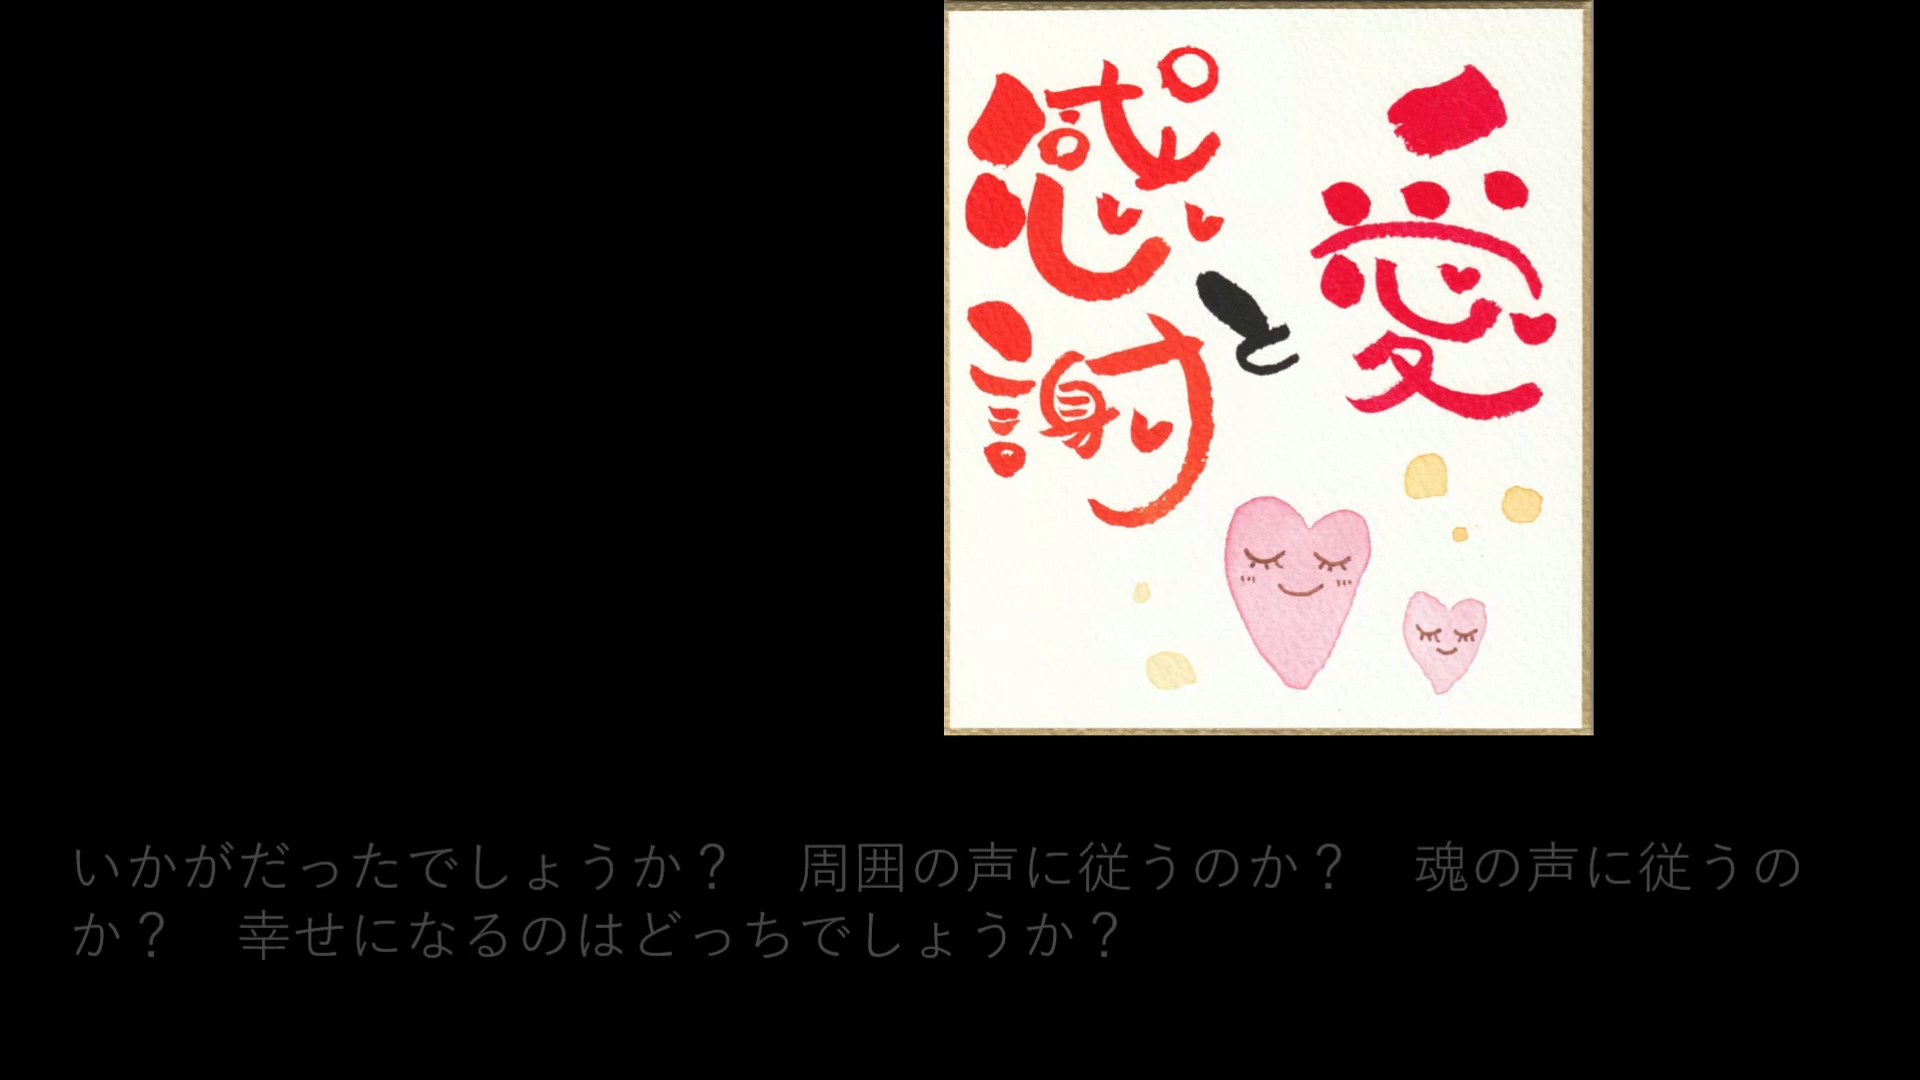 愛
と
感謝
いかがだったでしょうか？　周囲の声に従うのか？　魂の声に従うの
か？　幸せになるのはどっちでしょうか？